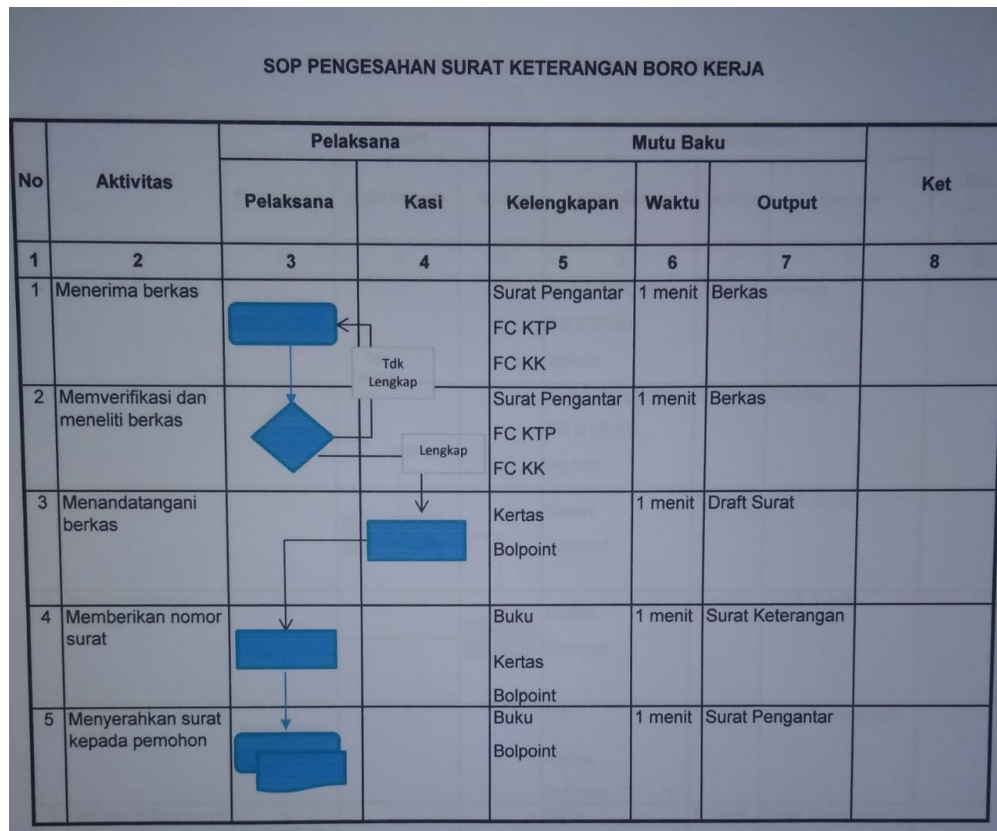 SOP PENGESAHAN SURAT KETERANGAN BORO KERJA
No
Aktivitas
Pelaksana
Mutu Baku
Ket
Pelaksana
Kasi
Kelengkapan
Waktu
Output
1
2
3
4
5
6
7
8
1
Menerima berkas
Surat Pengantar
FC KTP
FC KK
1 menit
Berkas
Tdk
Lengkap
2
Memverifikasi dan
meneliti berkas
Lengkap
Surat Pengantar
FC KTP
FC KK
1 menit
Berkas
3
Menandatangani
berkas
Kertas
Bolpoint
1 menit
Draft Surat
4
Memberikan nomor
surat
Buku
Kertas
Bolpoint
1 menit
Surat Keterangan
5
Menyerahkan surat
kepada pemohon
Buku
Bolpoint
1 menit
Surat Pengantar